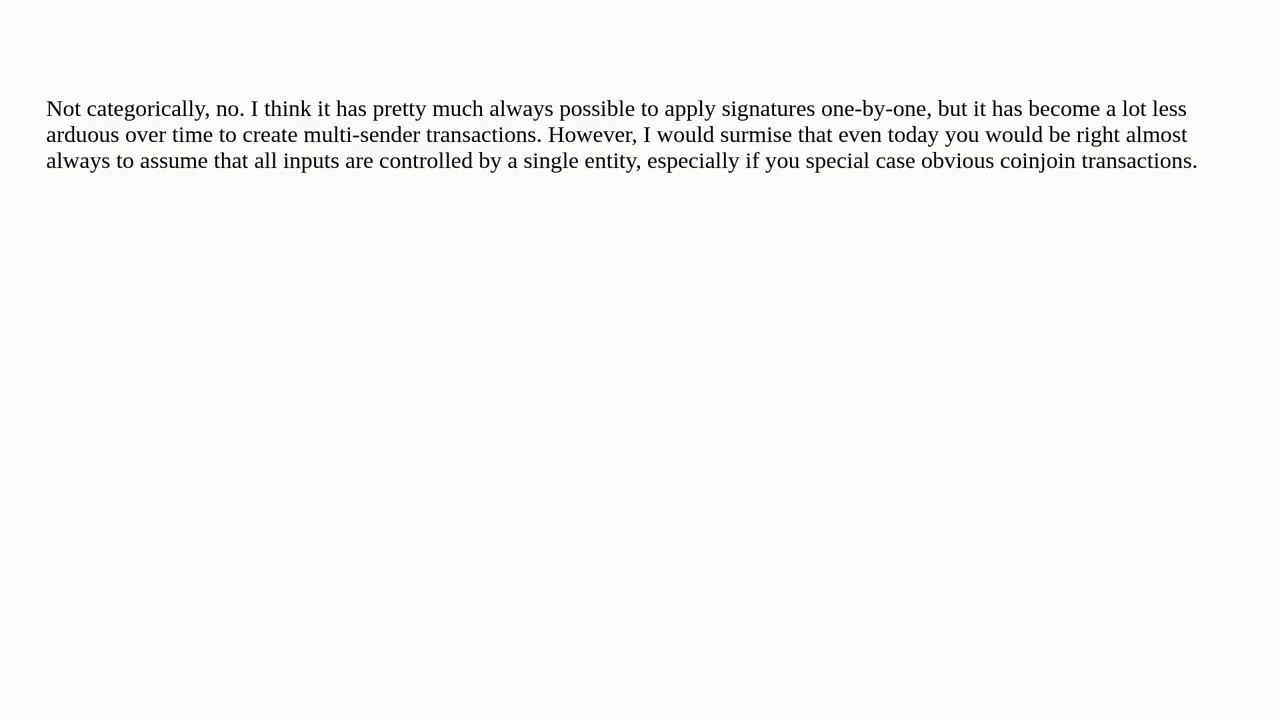 Not categorically, no. I think it has pretty much always possible to apply signatures one-by-one, but it has become a lot less
arduous over time to create multi-sender transactions. However, I would surmise that even today you would be right almost
always to assume that all inputs are controlled by a single entity, especially if you special case obvious coinjoin transactions.